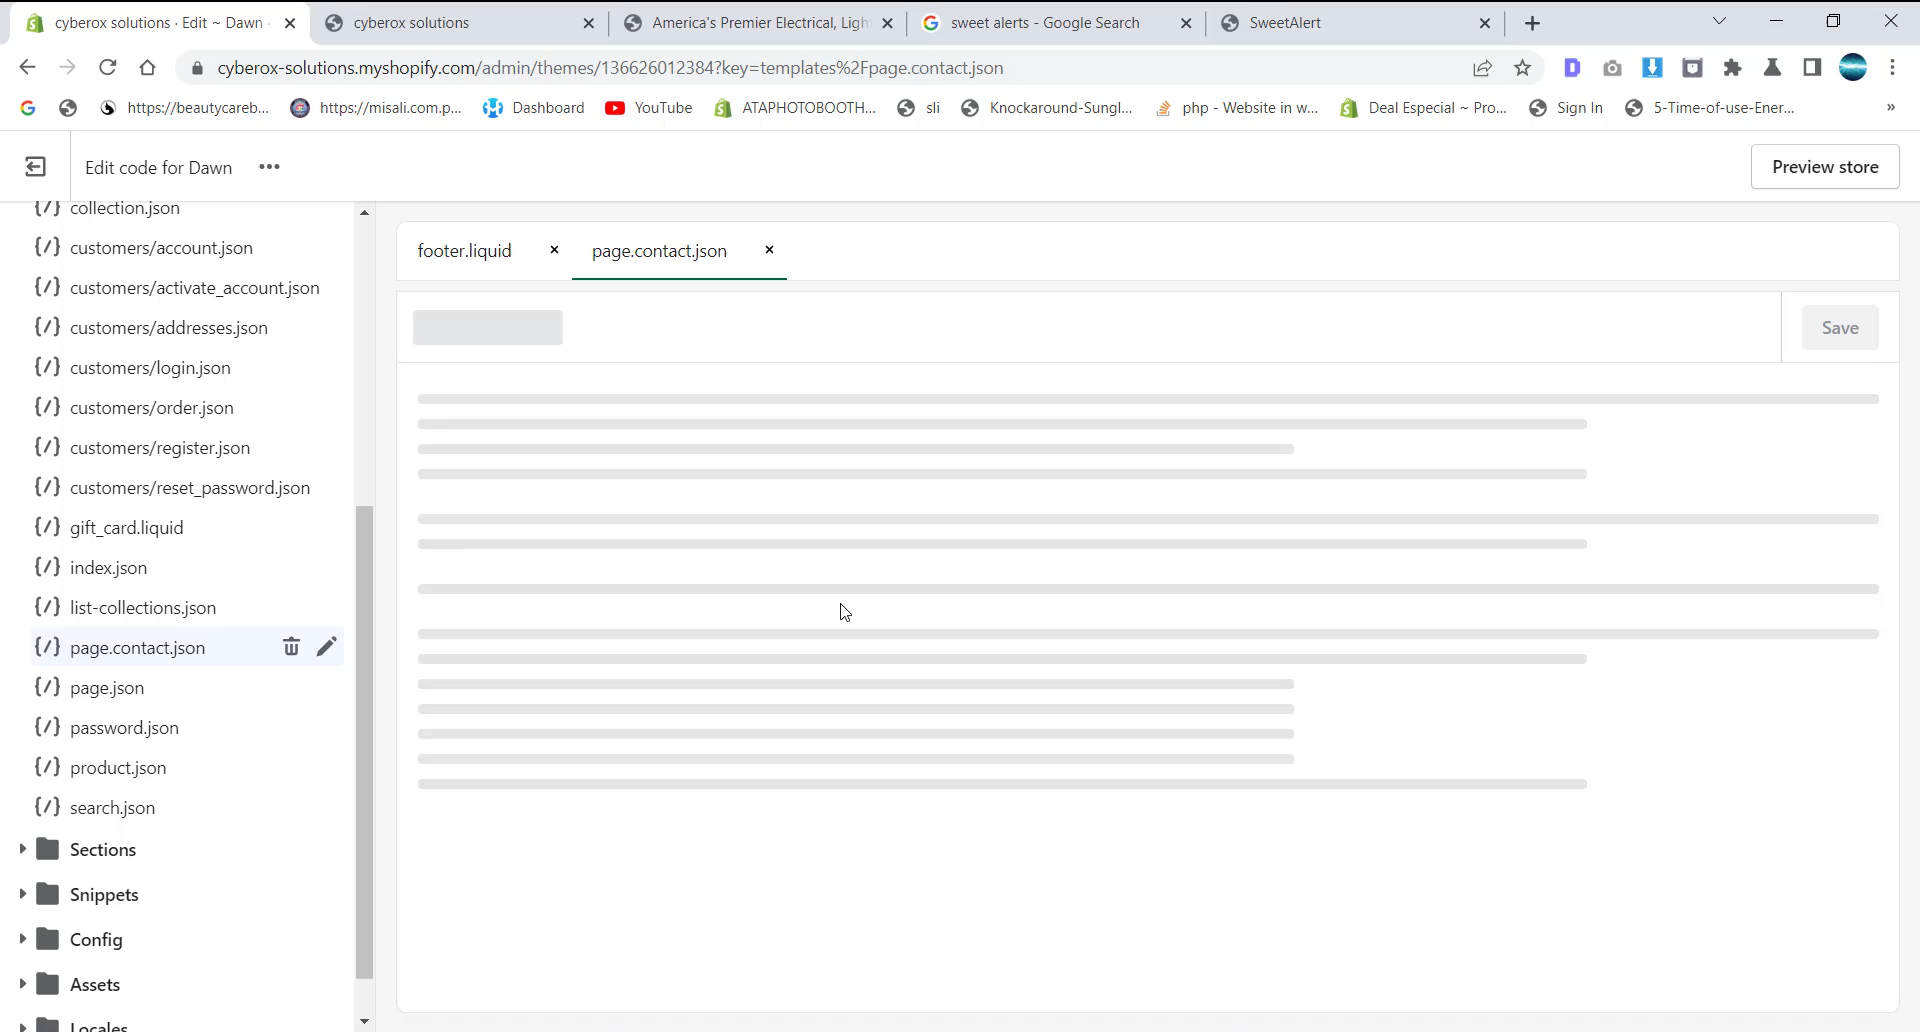 cyberox solutions · Edit ~ Dawn
cyberox solutions
America's Premier Electrical, Ligh
sweet alerts - Google Search
SweetAlert
cyberox-solutions.myshopify.com/admin/themes/136626012384?key=templates%2Fpage.contact.json
https://beautycareb...
https://misali.com.p...
Dashboard
YouTube
ATAPHOTOBOOTH...
sli
Knockaround-Sungl...
php - Website in w...
Deal Especial ~ Pro...
Sign In
5-Time-of-use-Ener...
»
Edit code for Dawn
Preview store
collection.json
customers/account.json
customers/activate_account.json
customers/addresses.json
customers/login.json
customers/order.json
customers/register.json
customers/reset_password.json
gift_card.liquid
index.json
list-collections.json
page.contact.json
page.json
password.json
product.json
search.json
Sections
Snippets
Config
Assets
Locales
footer.liquid
page.contact.json
Save